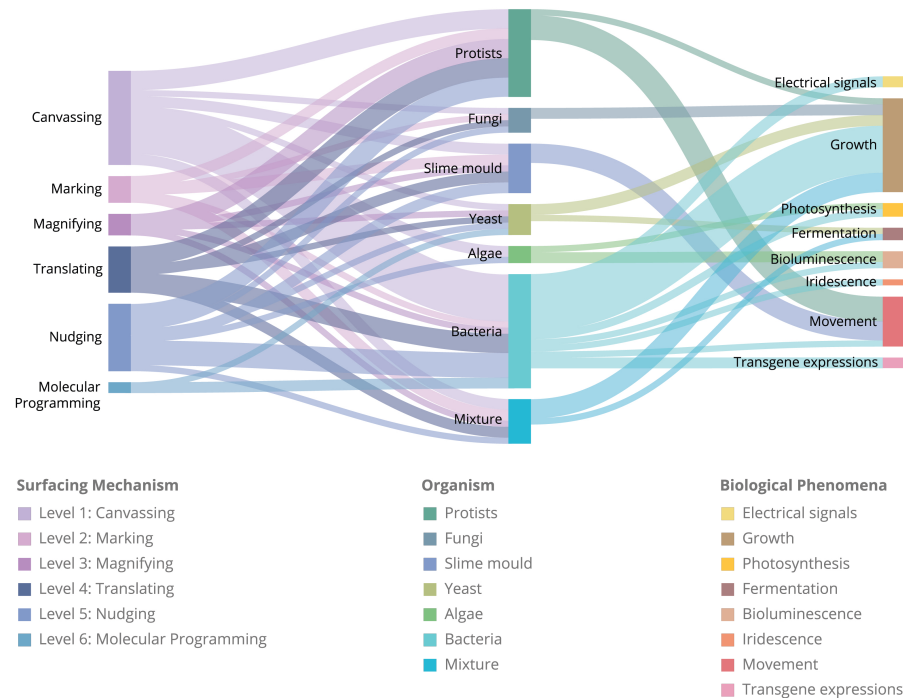 Canvassing
Marking
Magnifying
Translating
Nudging
Molecular
Programming
Protists
Fungi
Slime mould
Yeast
Algae
Bacteria
Mixture
Electrical signals
Growth
Photosynthesis
Fermentation
Bioluminescence
Iridescence
Movement
Transgene expressions
Surfacing Mechanism
Level 1: Canvassing
Level 2: Marking
Level 3: Magnifying
Level 4: Translating
Level 5: Nudging
Level 6: Molecular Programming
Organism
Protists
Fungi
Slime mould
Yeast
Algae
Bacteria
Mixture
Biological Phenomena
Electrical signals
Growth
Photosynthesis
Fermentation
Bioluminescence
Iridescence
Movement
Transgene expressions